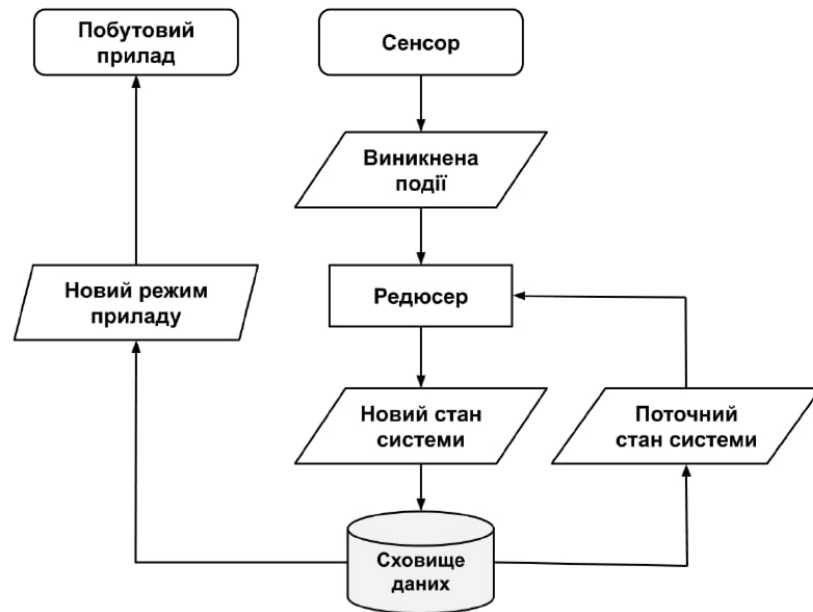 Побутовий
прилад
Сенсор
Виникнена
події
Новий режим
приладу
Редюсер
Новий стан
системи
Поточний
стан системи
Сховище
даних